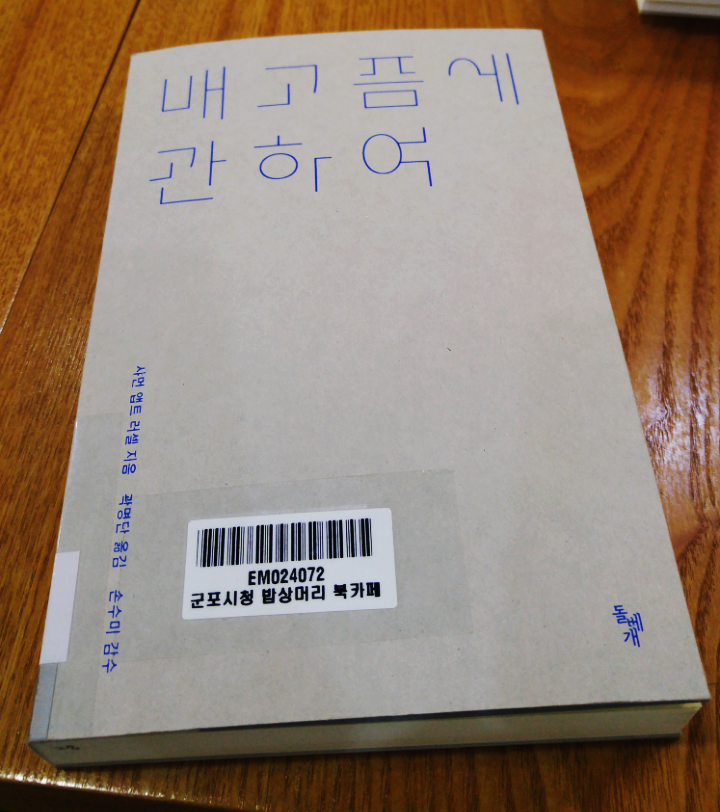 배고픔에
관하여
샤먼 앱트 러셀 지음 곽명단 옮김 손수미 감수
EM024072
군포시청 밥상머리 북카페
돌베개